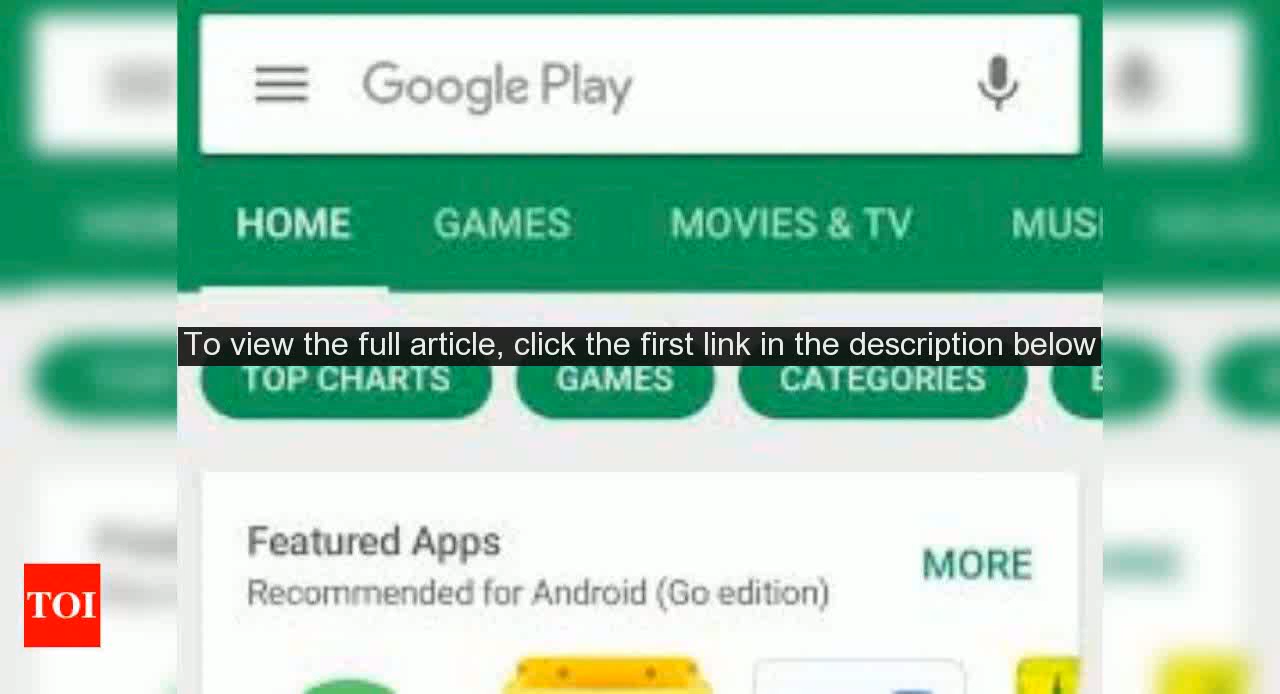 Google Play
HOME GAMES MOVIES & TV MUSI
To view the full article, click the first link in the description below
TOP CHARTS GAMES CATEGORIES
Featured Apps
MORE
Recommended for Android (Go edition)
TOI